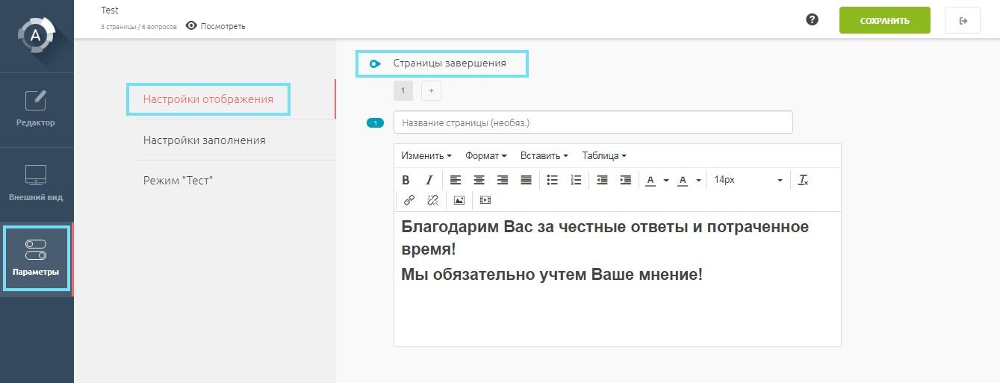 Test
3 страницы / 6 вопросов
Посмотреть
?
СОХРАНИТЬ
A
Редактор
Внешний вид
Параметры
Настройки отображения
Настройки заполнения
Режим "Тест"
Страницы завершения
1 +
1 Название страницы (необяз.)
Изменить Формат Вставить Таблица
B I A A 14px Tx
Благодарим Вас за честные ответы и потраченное
время!
Мы обязательно учтем Ваше мнение!